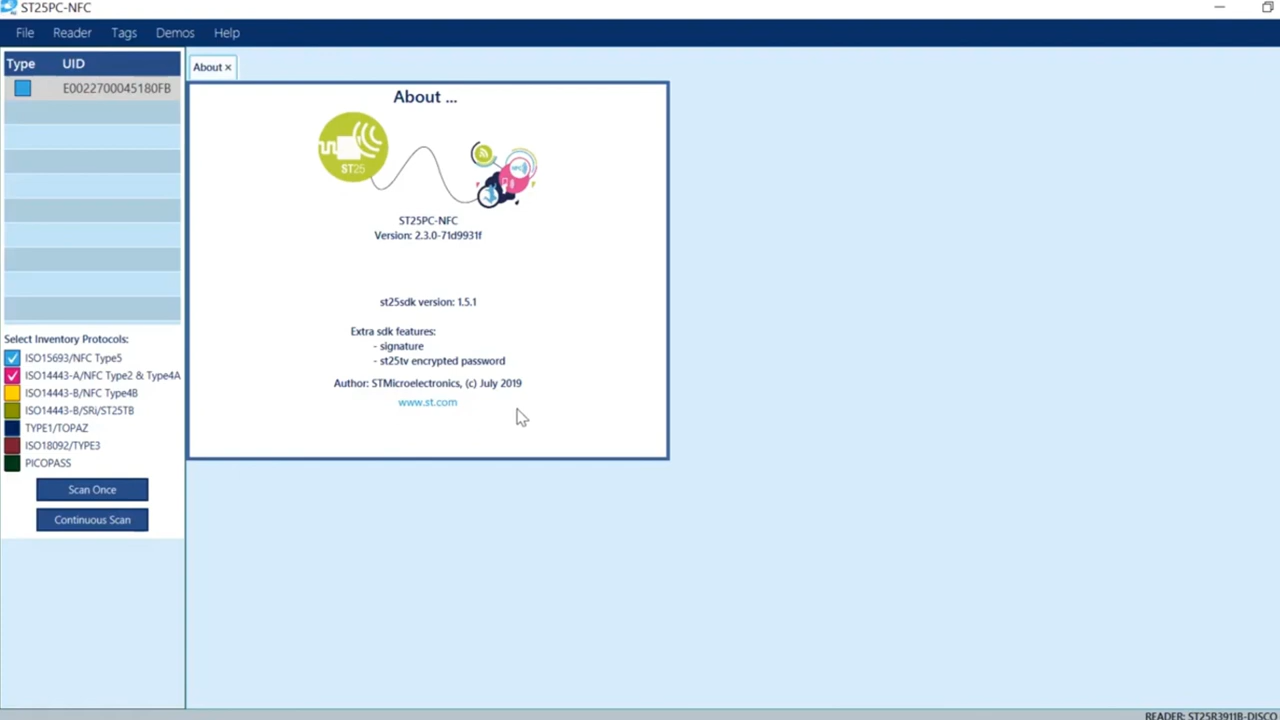 ST25PC-NFC
File Reader Tags Demos Help
Type UID
E0022700045180FB
Select Inventory Protocols:
ISO15693/NFC Type5
ISO14443-A/NFC Type2 & Type4A
ISO14443-B/NFC Type4B
ISO14443-B/SRi/ST25TB
TYPE1/TOPAZ
ISO18092/TYPE3
PICOPASS
Scan Once
Continuous Scan
About ×
About ...
ST25
ST25PC-NFC
Version: 2.3.0-71d9931f
st25sdk version: 1.5.1
Extra sdk features:
- signature
- st25tv encrypted password
Author: STMicroelectronics, (c) July 2019
www.st.com
READER: ST25R3911B-DISCO